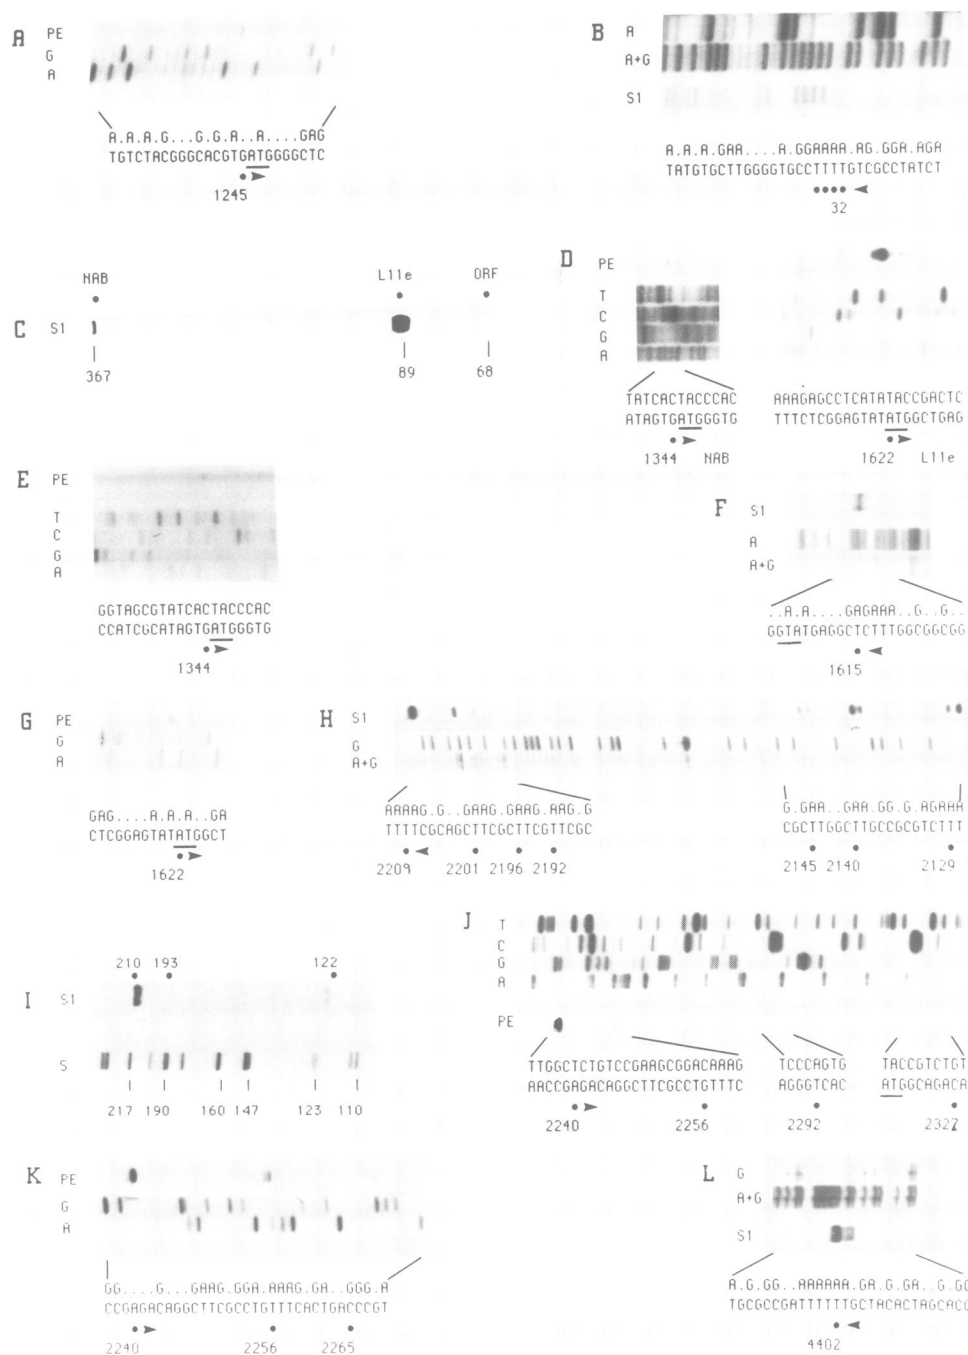 A
PE
G
A
A.A.A.G...G.G.A..A....GAG
TGTCTACGGGCACGTGATGGGGCTC
1245
B
A
A+G
S1
A.A.A.GAA....A.GGAAAAA.AG.GGA.AGA
TATGTGCTTGGGGTGCCTTTTGTCGCCTATCT
32
C
NAB
L11e
ORF
S1
367
89
68
D
PE
T
C
G
A
TATCACTACCCAC
ATAGTGATGGGTG
1344 NAB
AAAGAGCCTCATATACCGACTC
TTTCTCGGAGTATATGGCTGAG
1622 L11e
E
PE
T
C
G
A
GGTAGCGTATCACTACCCAC
CCATCGCATAGTGATGGGTG
1344
F
S1
A
A+G
..A.A....GAGAAA..G..G..
GGTATGAGGCTCTTTGGCGGCGG
1615
G
PE
G
A
GAG....A.A.A..GA
CTCGGAGTATATGGCT
1622
H
S1
G
A+G
AAAAG.G..GAAG.GAAG.AAG.G
TTTTCGCAGCTTCGCTTCGTTCGC
2209 2201 2196 2192
G.GAA..GAA.GG.G.AGAAA
CGCTTGGCTTGCCGCGTCTTT
2145 2140 2129
I
210 193 122
S1
S
217 190 160 147 123 110
J
T
C
G
A
PE
TTGGCTCTGTCCGAAGCGGACAAAG
AACCGAGACAGGCTTCGCCTGTTTC
2240 2256
TCCCAGTG
AGGGTCAC
2292
TACCGTCTGT
ATGGCAGACA
2322
K
PE
G
A
GG....G...GAAG.GGA.AAAG.GA..GGG.A
CCGAGACAGGCTTCGCCTGTTTCACTGACCCGT
2240 2256 2265
L
G
A+G
S1
A.G.GG..AAAAAA.GA.G.GA..G.GG
TGCGCCGATTTTTTGCTACACTAGCACC
4402